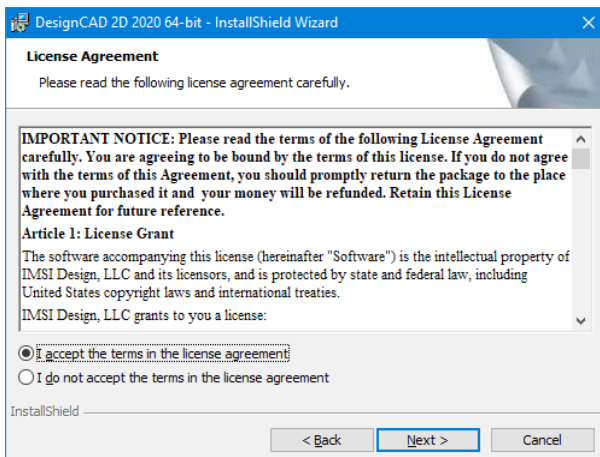 DesignCAD 2D 2020 64-bit - InstallShield Wizard
License Agreement
Please read the following license agreement carefully.
IMPORTANT NOTICE: Please read the terms of the following License Agreement
carefully. You are agreeing to be bound by the terms of this license. If you do not agree
with the terms of this Agreement, you should promptly return the package to the place
where you purchased it and your money will be refunded. Retain this License
Agreement for future reference.
Article 1: License Grant
The software accompanying this license (hereinafter "Software") is the intellectual property of
IMSI Design, LLC and its licensors, and is protected by state and federal law, including
United States copyright laws and international treaties.
IMSI Design, LLC grants to you a license:
I accept the terms in the license agreement
I do not accept the terms in the license agreement
InstallShield
< Back Next > Cancel